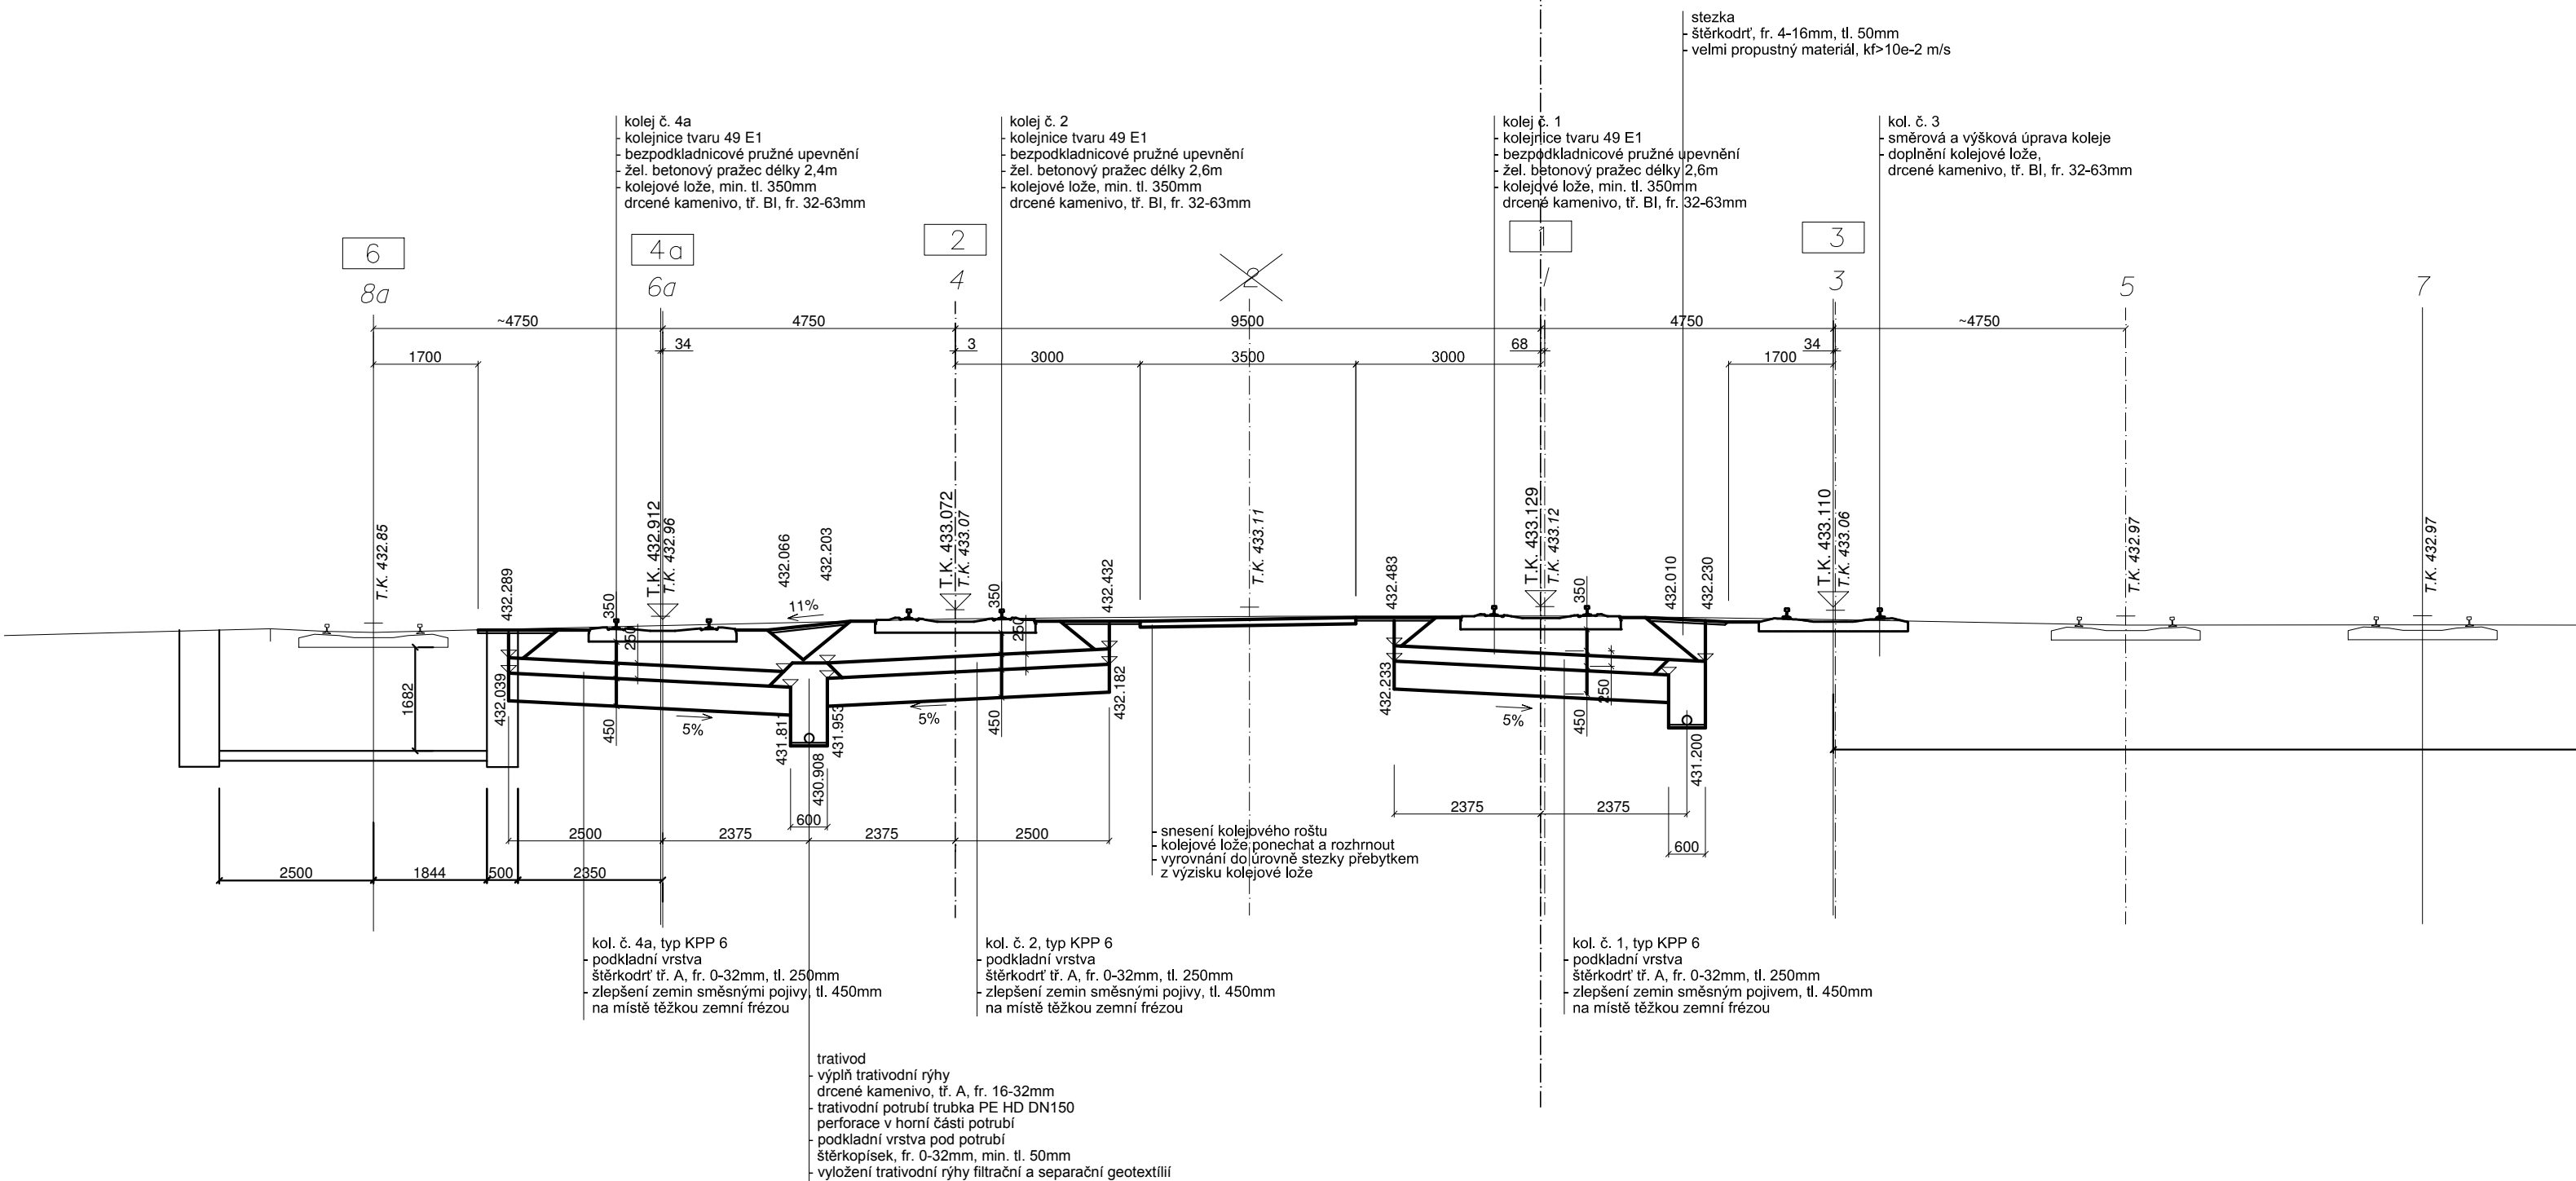 stezka
- štěrkodrť, fr. 4-16mm, tl. 50mm
- velmi propustný materiál, kf>10e-2 m/s
kolej č. 4a
- kolejnice tvaru 49 E1
- bezpodkladnicové pružné upevnění
- žel. betonový pražec délky 2,4m
- kolejové lože, min. tl. 350mm
drcené kamenivo, tř. BI, fr. 32-63mm
kolej č. 2
- kolejnice tvaru 49 E1
- bezpodkladnicové pružné upevnění
- žel. betonový pražec délky 2,6m
- kolejové lože, min. tl. 350mm
drcené kamenivo, tř. BI, fr. 32-63mm
kolej č. 1
- kolejnice tvaru 49 E1
- bezpodkladnicové pružné upevnění
- žel. betonový pražec délky 2,6m
- kolejové lože, min. tl. 350mm
drcené kamenivo, tř. BI, fr. 32-63mm
kol. č. 3
- směrová a výšková úprava koleje
- doplnění kolejové lože,
drcené kamenivo, tř. BI, fr. 32-63mm
6 4a 2 1 3
8a 6a 4 2 1 3 5 7
~4750 4750 9500 4750 ~4750
34 3 68 34
1700 3000 3500 3000 1700
T.K. 432.85
432.289
350
T.K. 432.912
T.K. 432.96
432.066
432.203
T.K. 433.072
T.K. 433.07
350
432.432
T.K. 433.11
432.483
T.K. 433.129
T.K. 433.12
350
432.010
432.230
T.K. 433.110
T.K. 433.06
T.K. 432.97
T.K. 432.97
11%
250 250 250
1682
432.039
450
5%
431.811
431.953
430.908
5%
450
432.182
432.233
5%
450
431.200
600
2500 2375 2375 2500
2375 2375
600
2500 1844 500 2350
- snesení kolejového roštu
- kolejové lože ponechat a rozhrnout
- vyrovnání do úrovně stezky přebytkem
z výzisku kolejové lože
kol. č. 4a, typ KPP 6
- podkladní vrstva
štěrkodrť tř. A, fr. 0-32mm, tl. 250mm
- zlepšení zemin směsnými pojivy, tl. 450mm
na místě těžkou zemní frézou
kol. č. 2, typ KPP 6
- podkladní vrstva
štěrkodrť tř. A, fr. 0-32mm, tl. 250mm
- zlepšení zemin směsnými pojivy, tl. 450mm
na místě těžkou zemní frézou
kol. č. 1, typ KPP 6
- podkladní vrstva
štěrkodrť tř. A, fr. 0-32mm, tl. 250mm
- zlepšení zemin směsným pojivem, tl. 450mm
na místě těžkou zemní frézou
trativod
- výplň trativodní rýhy
drcené kamenivo, tř. A, fr. 16-32mm
- trativodní potrubí trubka PE HD DN150
perforace v horní části potrubí
- podkladní vrstva pod potrubí
štěrkopísek, fr. 0-32mm, min. tl. 50mm
- vyložení trativodní rýhy filtrační a separační geotextílií